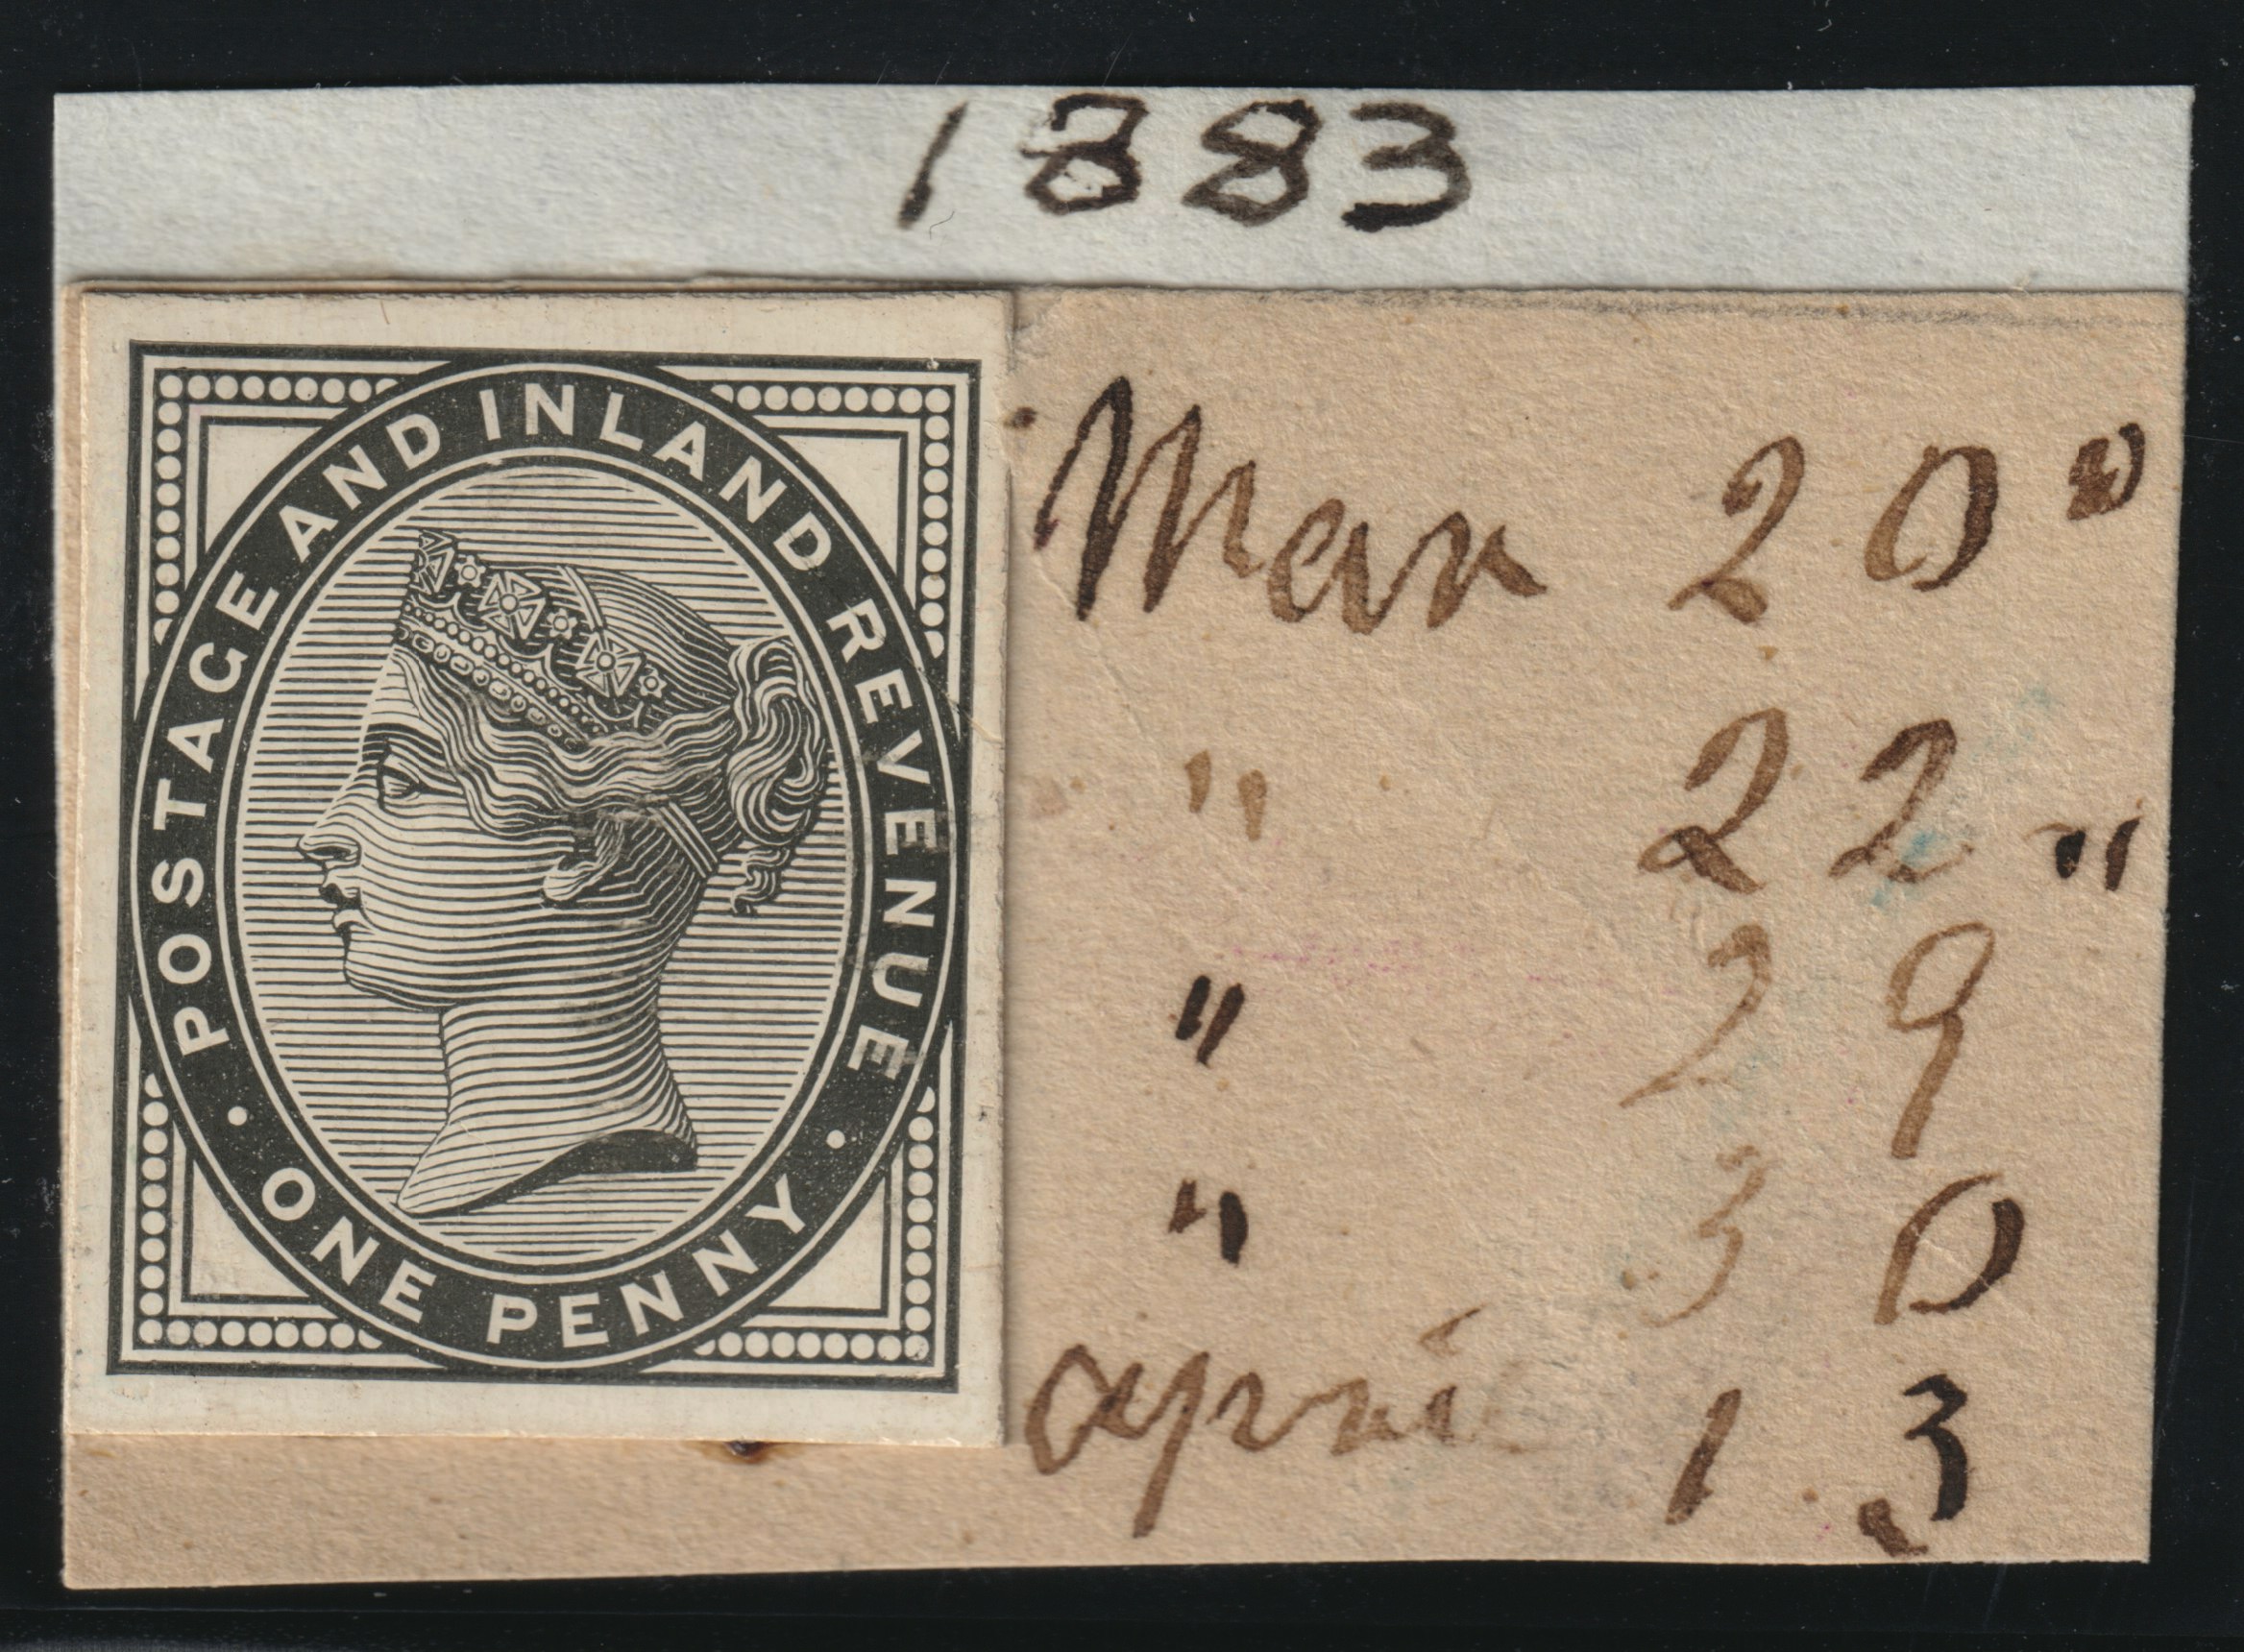 1883
POSTAGE AND INLAND REVENUE
· ONE PENNY ·
Mar 20 "
" 22 "
" 29
" 30
april 13